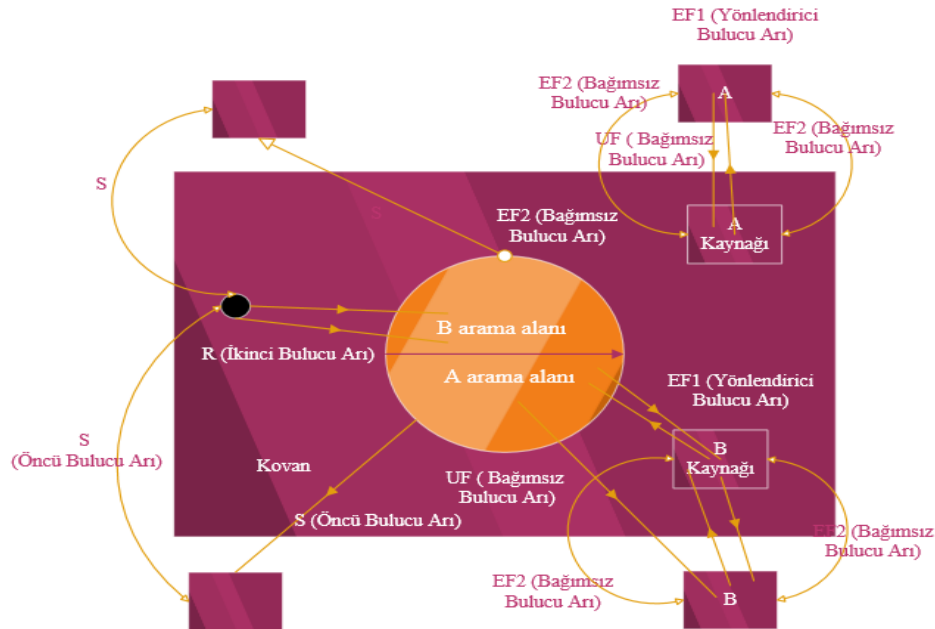 EF1 (Yönlendirici
Bulucu Arı)
EF2 (Bağımsız
Bulucu Arı)
A
EF2 (Bağımsız
Bulucu Arı)
UF ( Bağımsız
Bulucu Arı)
S
S
A
Kaynağı
EF2 (Bağımsız
Bulucu Arı)
B arama alanı
R (İkinci Bulucu Arı)
A arama alanı
EF1 (Yönlendirici
Bulucu Arı)
S
(Öncü Bulucu Arı)
B
Kaynağı
Kovan
UF ( Bağımsız
Bulucu Arı)
S (Öncü Bulucu Arı)
EF2 (Bağımsız
Bulucu Arı)
EF2 (Bağımsız
Bulucu Arı)
B